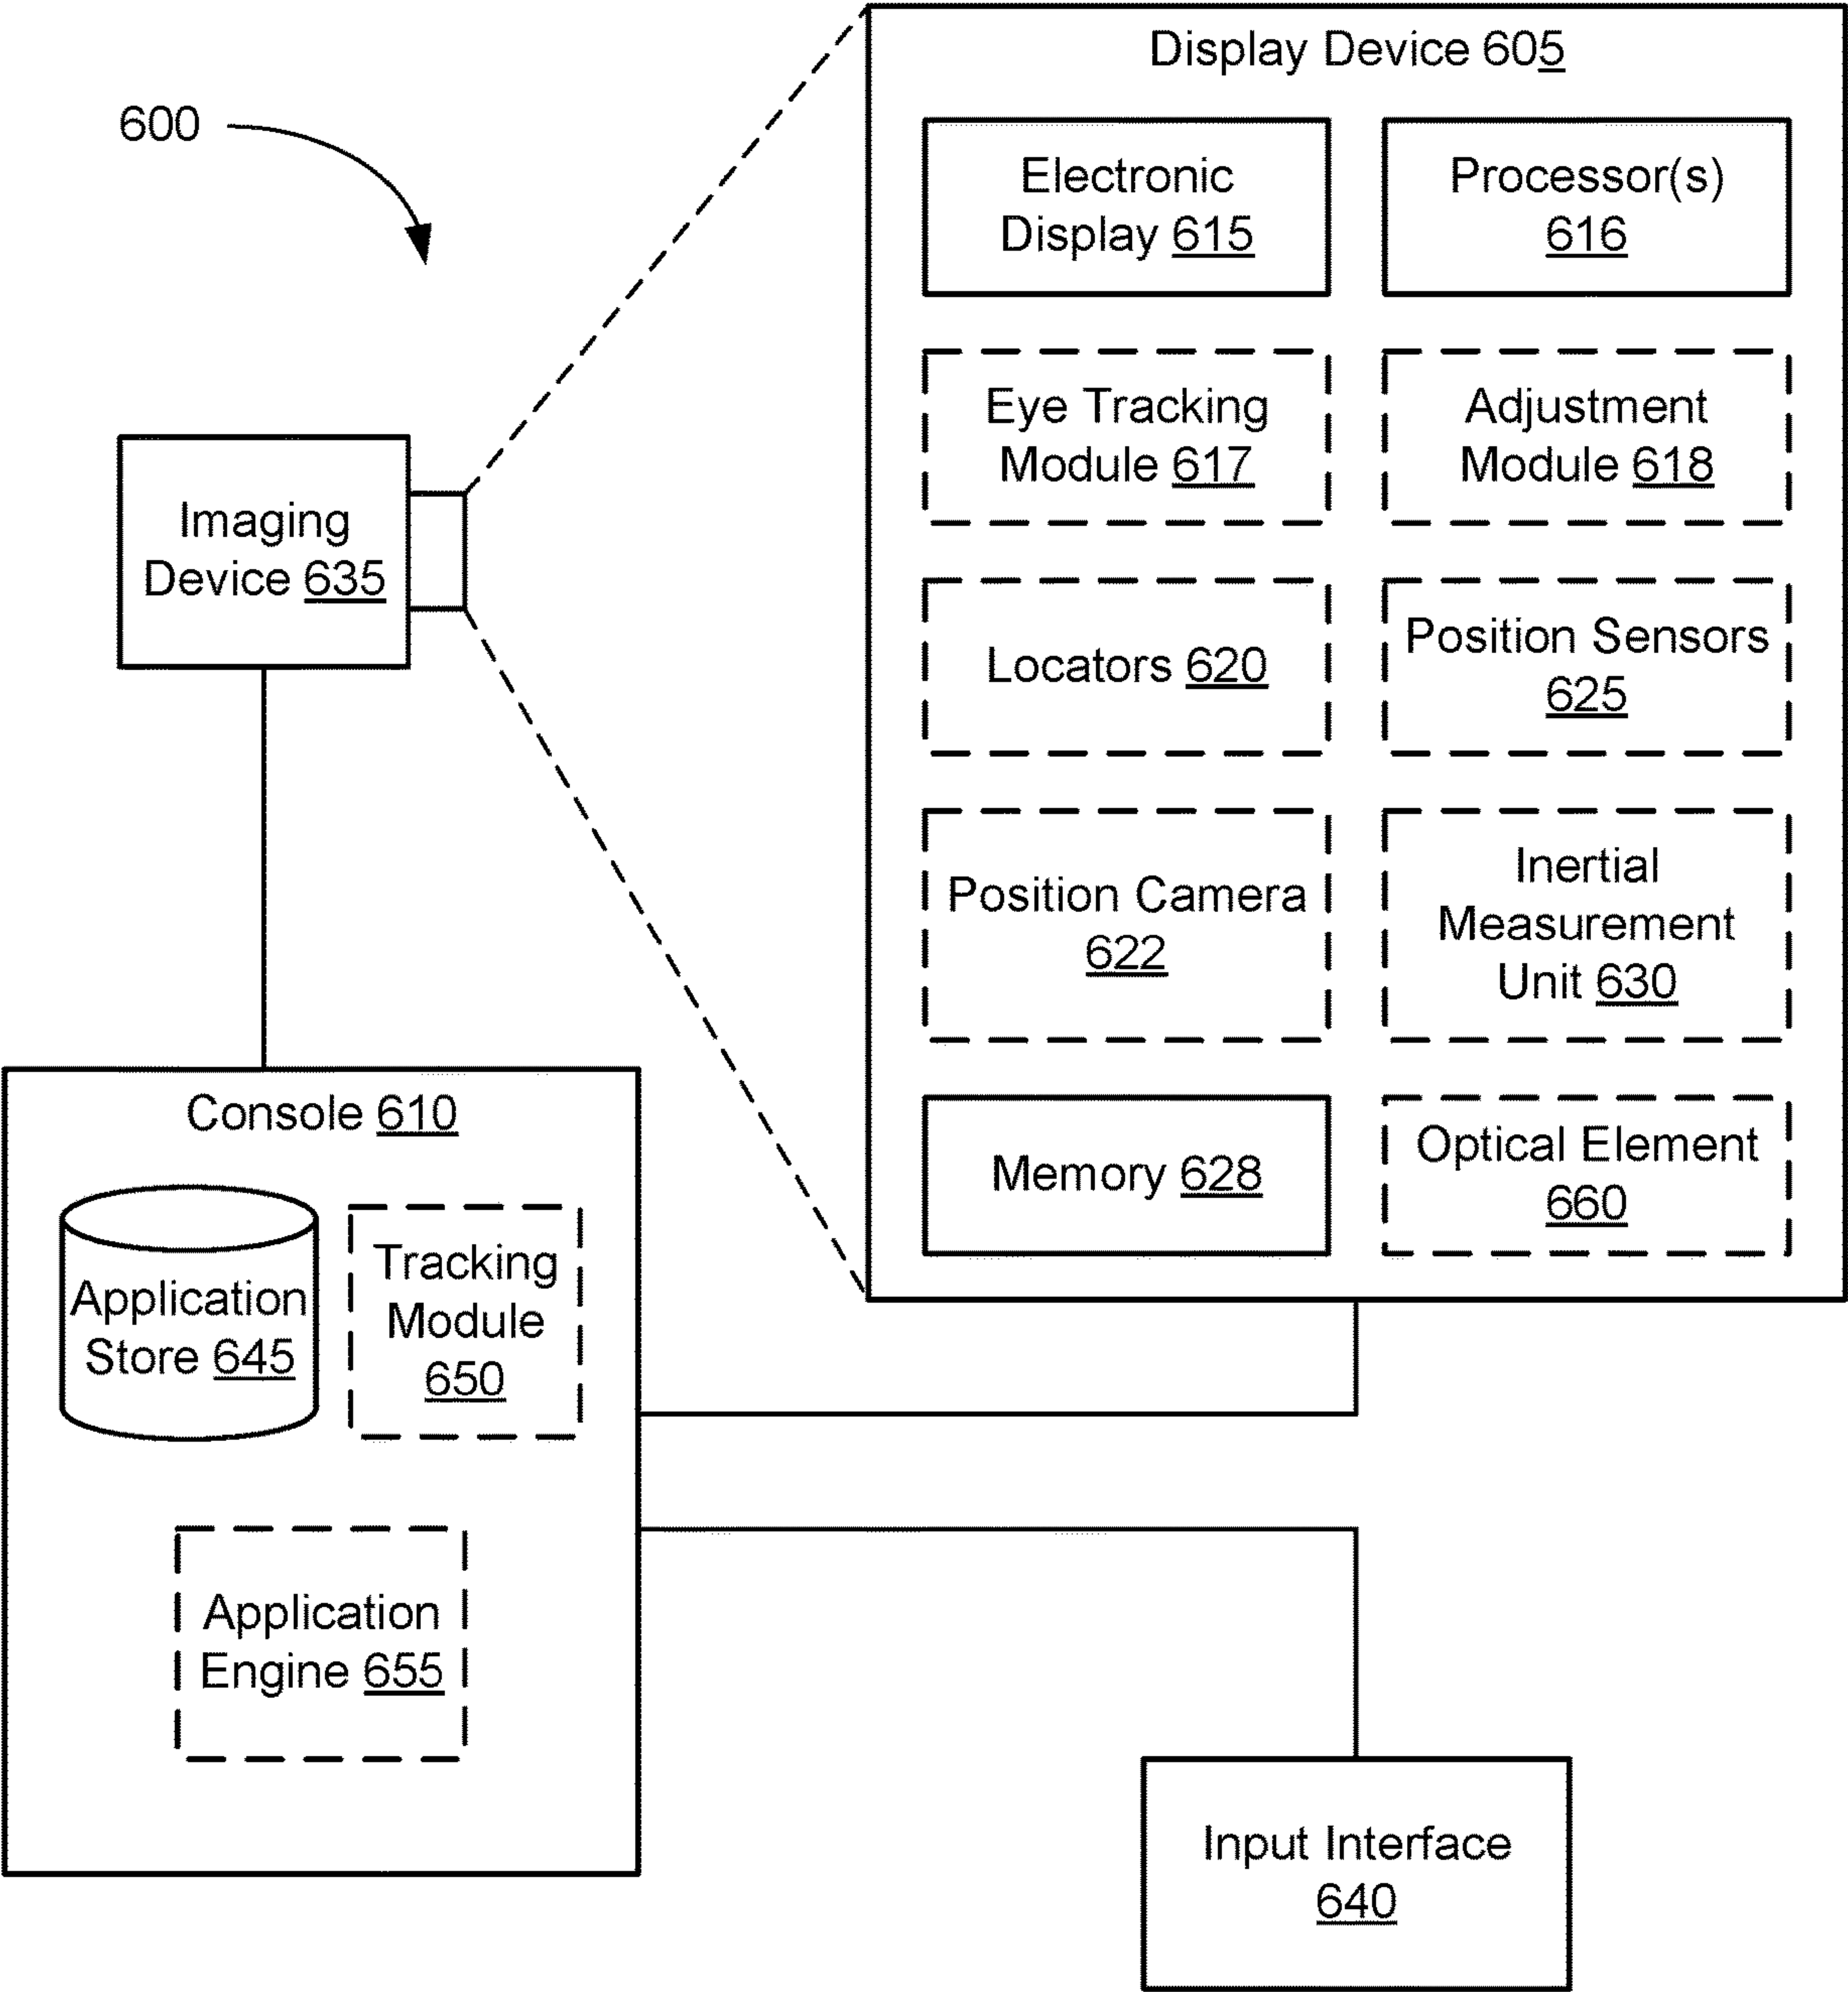 600
Display Device 605
Electronic
Display 615
Processor(s)
616
Eye Tracking
Module 617
Adjustment
Module 618
Imaging
Device 635
Locators 620
Position Sensors
625
Position Camera
622
Inertial
Measurement
Unit 630
Memory 628
Optical Element
660
Console 610
Application
Store 645
Tracking
Module
650
Application
Engine 655
Input Interface
640